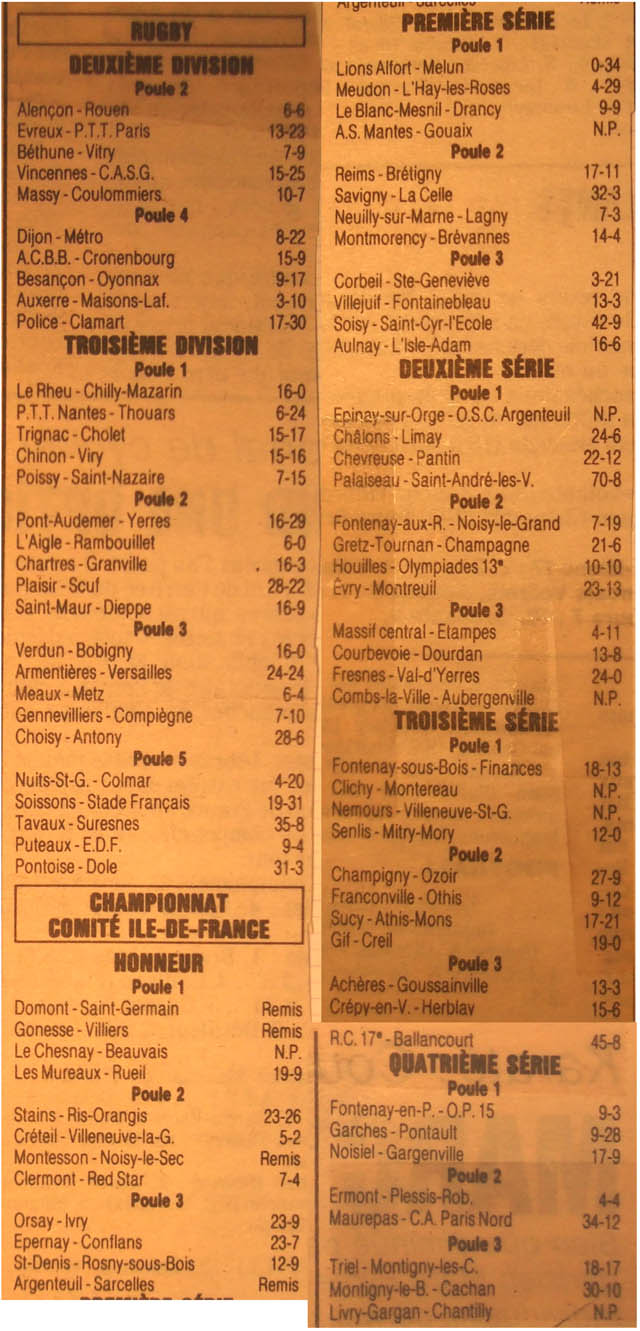 RUGBY
DEUXIÈME DIVISION
Poule 2
Alençon - Rouen 6-6
Evreux - P.T.T. Paris 13-23
Béthune - Vitry 7-9
Vincennes - C.A.S.G. 15-25
Massy - Coulommiers 10-7
Poule 4
Dijon - Métro 8-22
A.C.B.B. - Cronenbourg 15-9
Besançon - Oyonnax 9-17
Auxerre - Maisons-Laf. 3-10
Police - Clamart 17-30
TROISIÈME DIVISION
Poule 1
Le Rheu - Chilly-Mazarin 16-0
P.T.T. Nantes - Thouars 6-24
Trignac - Cholet 15-17
Chinon - Viry 15-16
Poissy - Saint-Nazaire 7-15
Poule 2
Pont-Audemer - Yerres 16-29
L'Aigle - Rambouillet 6-0
Chartres - Granville 16-3
Plaisir - Scuf 28-22
Saint-Maur - Dieppe 16-9
Poule 3
Verdun - Bobigny 16-0
Armentières - Versailles 24-24
Meaux - Metz 6-4
Gennevilliers - Compiègne 7-10
Choisy - Antony 28-6
Poule 5
Nuits-St-G. - Colmar 4-20
Soissons - Stade Français 19-31
Tavaux - Suresnes 35-8
Puteaux - E.D.F. 9-4
Pontoise - Dole 31-3
CHAMPIONNAT
COMITÉ ILE-DE-FRANCE
HONNEUR
Poule 1
Domont - Saint-Germain Remis
Gonesse - Villiers Remis
Le Chesnay - Beauvais N.P.
Les Mureaux - Rueil 19-9
Poule 2
Stains - Ris-Orangis 23-26
Créteil - Villeneuve-la-G. 5-2
Montesson - Noisy-le-Sec Remis
Clermont - Red Star 7-4
Poule 3
Orsay - Ivry 23-9
Epernay - Conflans 23-7
St-Denis - Rosny-sous-Bois 12-9
Argenteuil - Sarcelles Remis
PREMIÈRE SÉRIE
Poule 1
Lions Alfort - Melun 0-34
Meudon - L'Hay-les-Roses 4-29
Le Blanc-Mesnil - Drancy 9-9
A.S. Mantes - Gouaix N.P.
Poule 2
Reims - Brétigny 17-11
Savigny - La Celle 32-3
Neuilly-sur-Marne - Lagny 7-3
Montmorency - Brévannes 14-4
Poule 3
Corbeil - Ste-Geneviève 3-21
Villejuif - Fontainebleau 13-3
Soisy - Saint-Cyr-l'Ecole 42-9
Aulnay - L'Isle-Adam 16-6
DEUXIÈME SÉRIE
Poule 1
Epinay-sur-Orge - O.S.C. Argenteuil N.P.
Châlons - Limay 24-6
Chevreuse - Pantin 22-12
Palaiseau - Saint-André-les-V. 70-8
Poule 2
Fontenay-aux-R. - Noisy-le-Grand 7-19
Gretz-Tournan - Champagne 21-6
Houilles - Olympiades 13e 10-10
Évry - Montreuil 23-13
Poule 3
Massif central - Etampes 4-11
Courbevoie - Dourdan 13-8
Fresnes - Val-d'Yerres 24-0
Combs-la-Ville - Aubergenville N.P.
TROISIÈME SÉRIE
Poule 1
Fontenay-sous-Bois - Finances 18-13
Clichy - Montereau N.P.
Nemours - Villeneuve-St-G. N.P.
Senlis - Mitry-Mory 12-0
Poule 2
Champigny - Ozoir 27-9
Franconville - Othis 9-12
Sucy - Athis-Mons 17-21
Gif - Creil 19-0
Poule 3
Achères - Goussainville 13-3
Crépy-en-V. - Herblay 15-6
R.C. 17e - Ballancourt 45-8
QUATRIÈME SÉRIE
Poule 1
Fontenay-en-P. - O.P. 15 9-3
Garches - Pontault 9-28
Noisiel - Gargenville 17-9
Poule 2
Ermont - Plessis-Rob. 4-4
Maurepas - C.A. Paris Nord 34-12
Poule 3
Triel - Montigny-les-C. 18-17
Montigny-le-B. - Cachan 30-10
Livry-Gargan - Chantilly N.P.